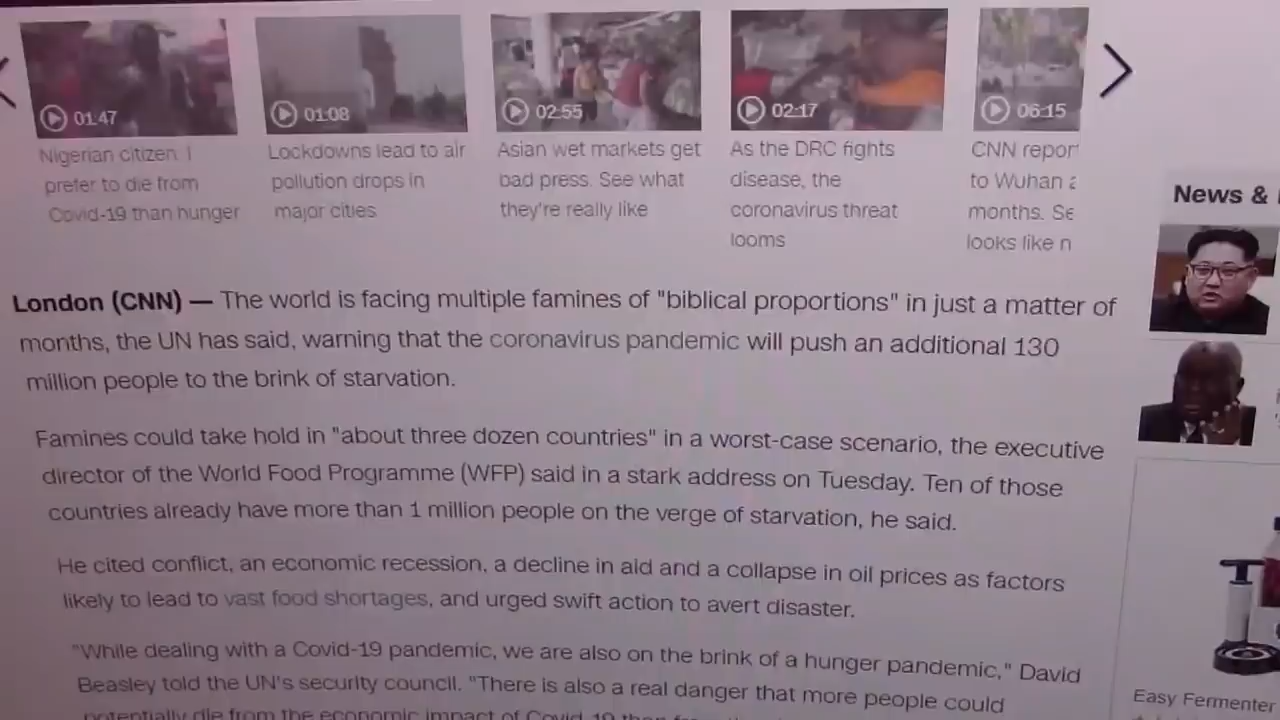 01:47
01:08
02:55
02:17
06:15
Nigerian citizen: I
prefer to die from
Covid-19 than hunger
Lockdowns lead to air
pollution drops in
major cities
Asian wet markets get
bad press. See what
they're really like
As the DRC fights
disease, the
coronavirus threat
looms
CNN repor
to Wuhan
months. Se
looks like n
News &
London (CNN) — The world is facing multiple famines of "biblical proportions" in just a matter of
months, the UN has said, warning that the coronavirus pandemic will push an additional 130
million people to the brink of starvation.
Famines could take hold in "about three dozen countries" in a worst-case scenario, the executive
director of the World Food Programme (WFP) said in a stark address on Tuesday. Ten of those
countries already have more than 1 million people on the verge of starvation, he said.
He cited conflict, an economic recession, a decline in aid and a collapse in oil prices as factors
likely to lead to vast food shortages, and urged swift action to avert disaster.
"While dealing with a Covid-19 pandemic, we are also on the brink of a hunger pandemic," David
Beasley told the UN's security council. "There is also a real danger that more people could
potentially die from the economic impact of Covid-19 than
Easy Fermenter